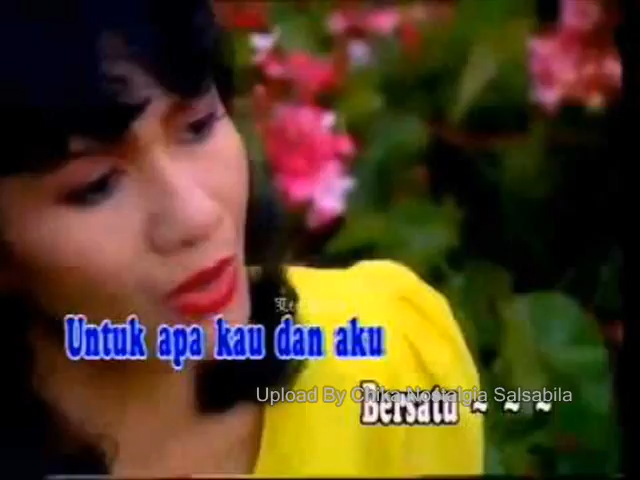 Untuk apa kau dan aku
Upload By Chika Nostalgia Salsabila
Bersatu ~ ~ ~